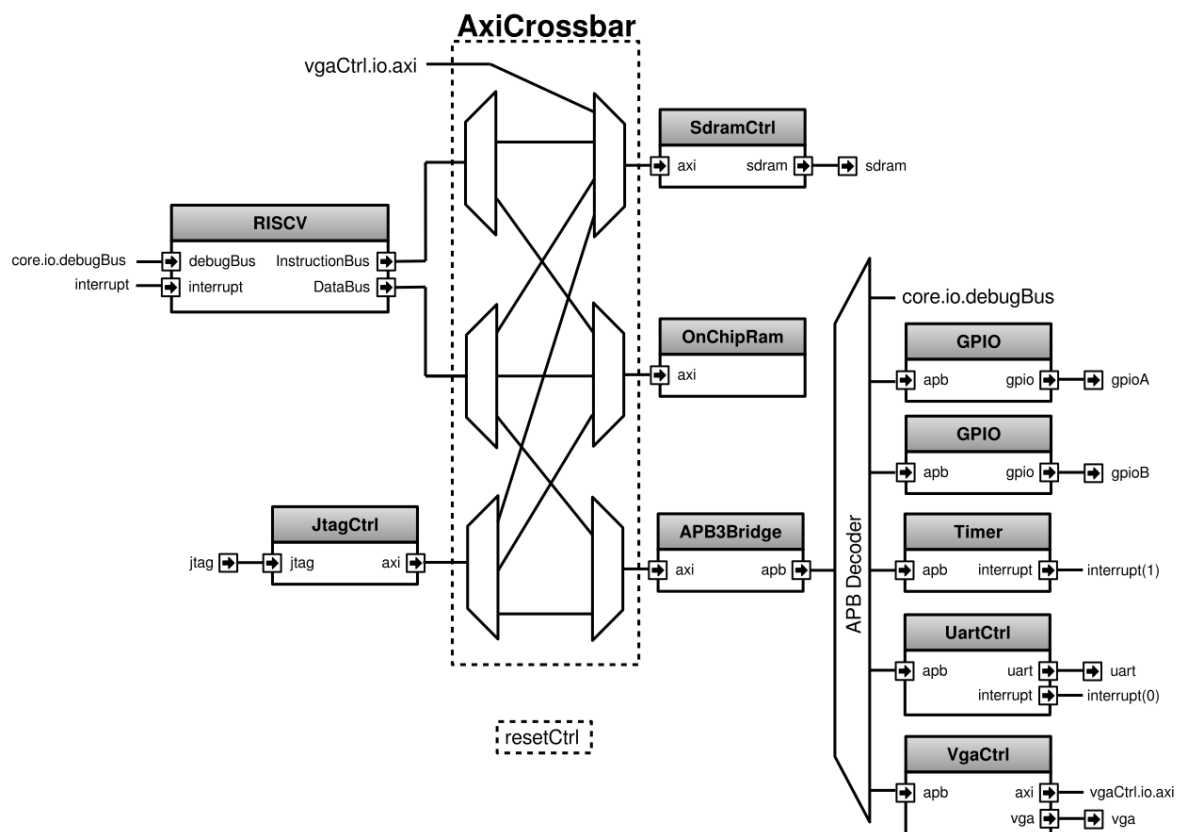 AxiCrossbar
vgaCtrl.io.axi
SdramCtrl
axi sdram
sdram
RISCV
core.io.debugBus
debugBus InstructionBus
interrupt
interrupt DataBus
core.io.debugBus
OnChipRam
axi
GPIO
apb gpio
gpioA
GPIO
apb gpio
gpioB
JtagCtrl
jtag
jtag axi
APB3Bridge
axi apb
APB Decoder
Timer
apb interrupt
interrupt(1)
UartCtrl
apb uart
uart
interrupt
interrupt(0)
resetCtrl
VgaCtrl
apb axi
vgaCtrl.io.axi
vga
vga